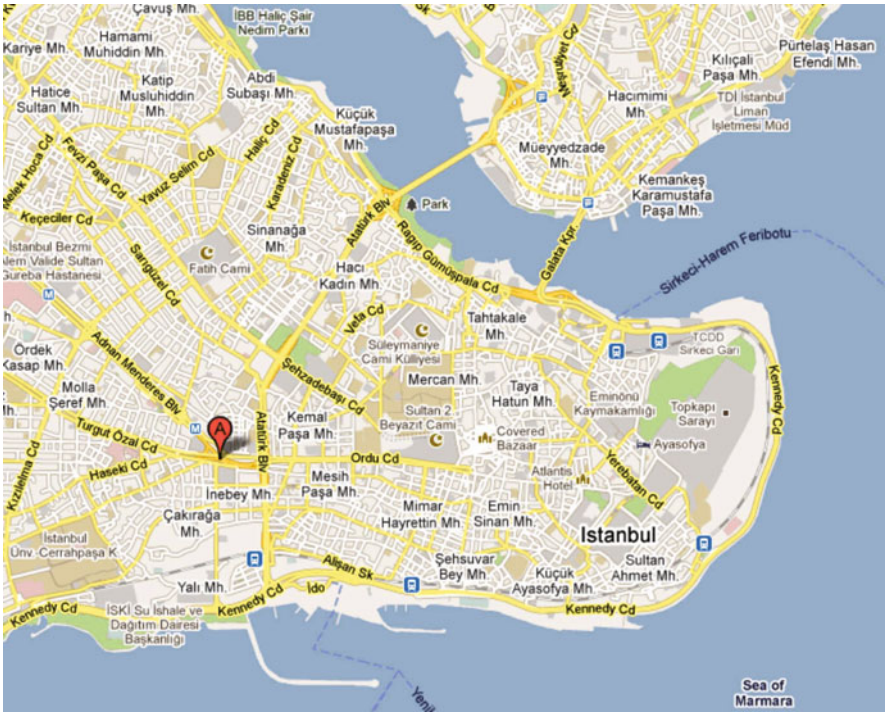 Çavuş Mh.
İBB Haliç Şair
Nedim Parkı
Hamami
Muhiddin Mh.
Kariye Mh.
Pürtelaş Hasan
Efendi Mh.
Meşrutiyet Cd
Kılıçali
Paşa Mh.
Katip
Musluhiddin
Mh.
Abdi
Subaşı Mh.
Hatice
Sultan Mh.
Hacımimi
Mh.
TDİ İstanbul
Liman
İşletmesi Müd
Küçük
Mustafapaşa
Mh.
Haliç Cd
Fevzi Paşa Cd
Yavuz Selim Cd
Karadeniz Cd
Müeyyedzade
Mh.
Kemankeş
Karamustafa
Paşa Mh.
Melek Hoca Cd
Keçeciler Cd
Atatürk Blv
Park
Sinanağa
Mh.
Ragıp Gümüşpala Cd
Galata Kpr.
Sirkeci-Harem Feribotu
İstanbul Bezmi
Alem Valide Sultan
Gureba Hastanesi
Fatih Cami
Sarıgüzel Cd
Hacı
Kadın Mh.
Vefa Cd
Tahtakale
Mh.
Adnan Menderes Blv
Süleymaniye
Cami Külliyesi
TCDD
Sirkeci Garı
Ördek
Kasap Mh.
Şehzadebaşı Cd
Mercan Mh.
Taya
Hatun Mh.
Eminönü
Kaymakamlığı
Kennedy Cd
Molla
Şeref Mh.
Kemal
Paşa Mh.
Sultan 2
Beyazıt Cami
Topkapı
Sarayı
Turgut Özal Cd
A
Atatürk Blv
Covered
Bazaar
Ayasofya
Haseki Cd
Ordu Cd
Kızılelma Cd
İnebey Mh.
Mesih
Paşa Mh.
Atlantis
Hotel
Yerebatan Cd
Çakırağa
Mh.
Mimar
Hayrettin Mh.
Emin
Sinan Mh.
İstanbul
Ünv -Cerrahpaşa K
Istanbul
Yalı Mh.
Alişan Sk
Şehsuvar
Bey Mh.
Küçük
Ayasofya Mh.
Sultan
Ahmet Mh.
Kennedy Cd
İSKİ Su İshale ve
Dağıtım Dairesi
Başkanlığı
Kennedy Cd
İdo
Kennedy Cd
Sea of
Marmara